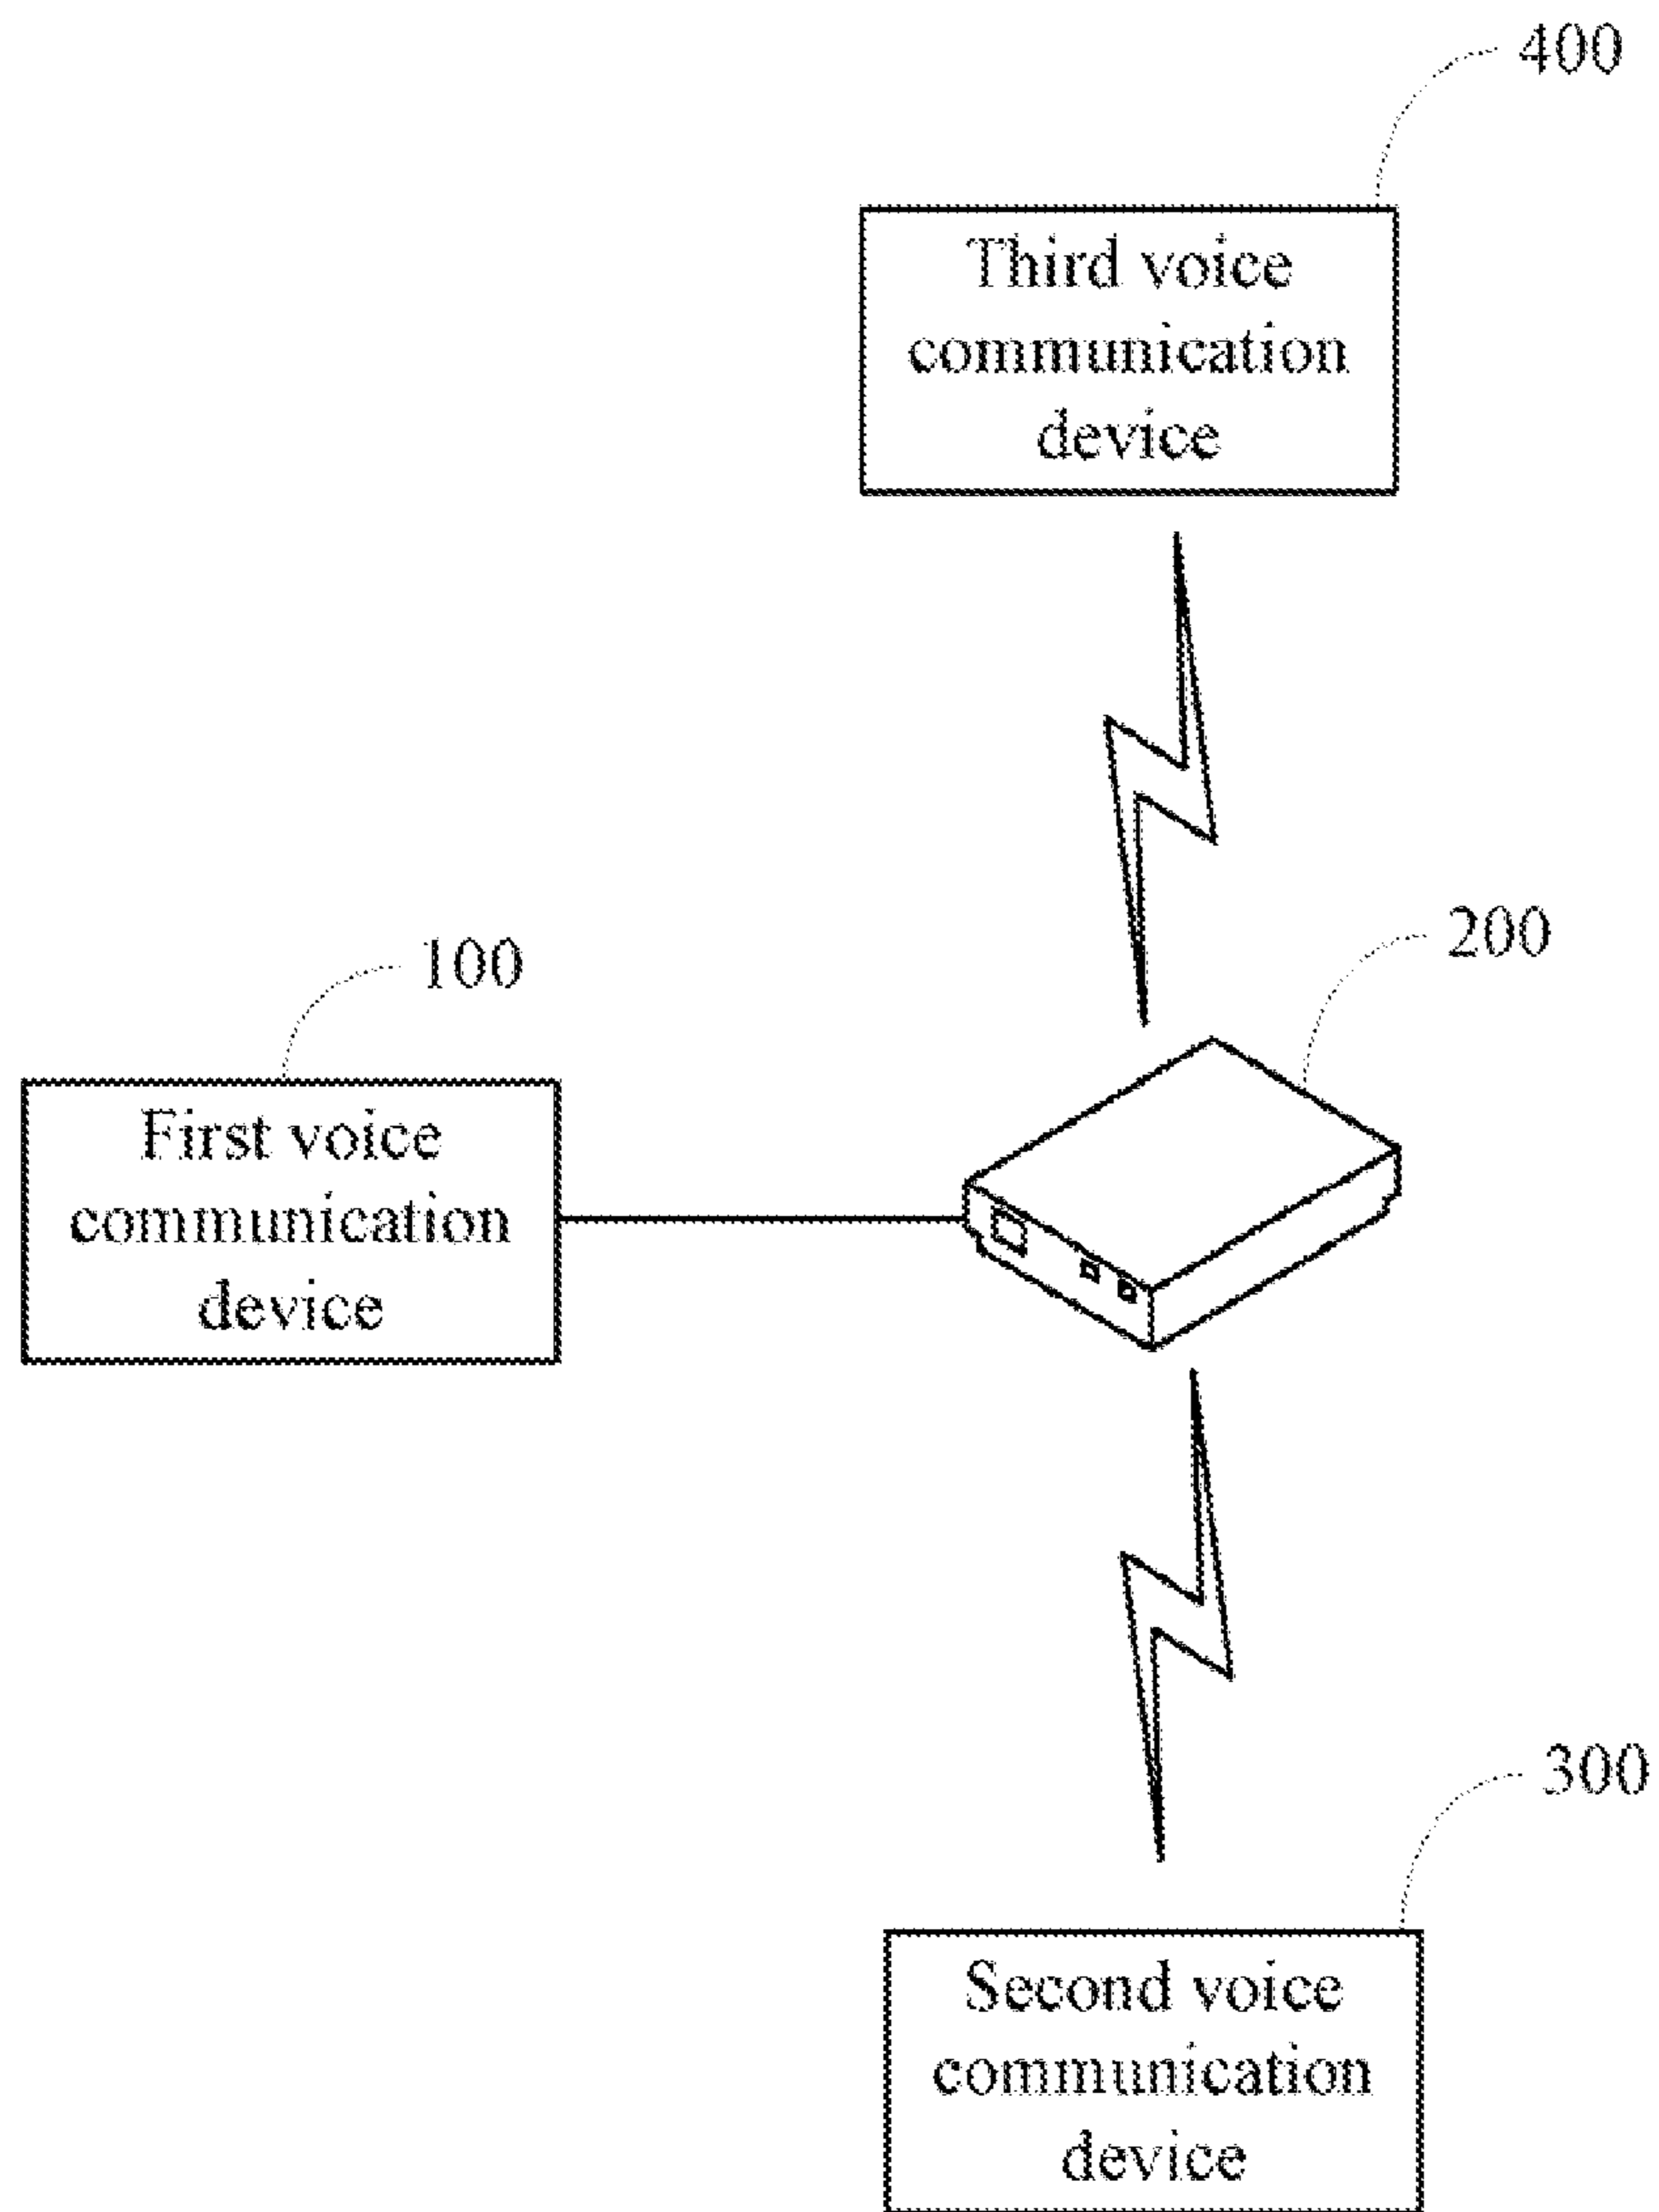 400
Third voice
communication
device
200
100
First voice
communication
device
300
Second voice
communication
device